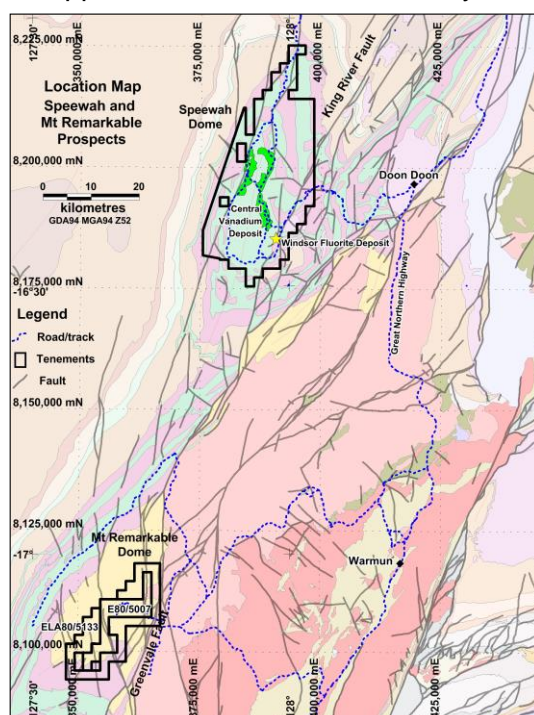 8,225,000 mN
127°30'
350,000 mE
375,000 mE
128°
400,000 mE
425,000 mE
Location Map
Speewah and
Mt Remarkable
Prospects
0 10 20
kilometres
GDA94 MGA94 Z52
Speewah
Dome
King River Fault
8,200,000 mN
Doon Doon
Central
Vanadium
Deposit
Windsor Fluorite Deposit
8,175,000 mN
-16°30'
Great Northern Highway
Legend
Road/track
Tenements
Fault
8,150,000 mN
8,125,000 mN
-17°
Mt Remarkable
Dome
Warmun
E80/5007
ELA80/5133
Greenvale Fault
8,100,000 mN
127°30'
350,000 mE
375,000 mE
128°
400,000 mE
425,000 mE